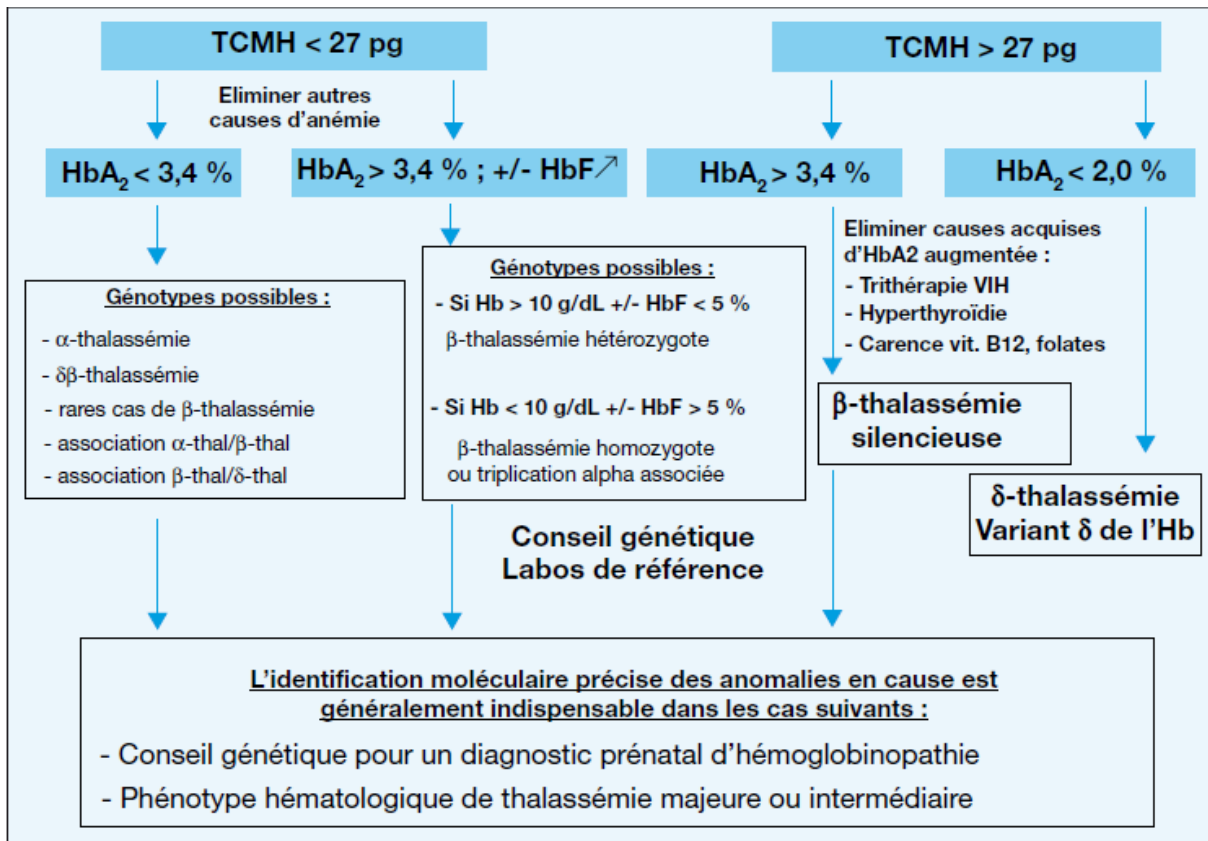 TCMH < 27 pg
TCMH > 27 pg
Eliminer autres
causes d'anémie
HbA₂ < 3,4 %
HbA₂ > 3,4 % ; +/- HbF↗
HbA₂ > 3,4 %
HbA₂ < 2,0 %
Génotypes possibles :
- α-thalassémie
- δβ-thalassémie
- rares cas de β-thalassémie
- association α-thal/β-thal
- association β-thal/δ-thal
Génotypes possibles :
- Si Hb > 10 g/dL +/- HbF < 5 %
β-thalassémie hétérozygote
- Si Hb < 10 g/dL +/- HbF > 5 %
β-thalassémie homozygote
ou triplication alpha associée
Eliminer causes acquises
d'HbA2 augmentée :
- Trithérapie VIH
- Hyperthyroïdie
- Carence vit. B12, folates
β-thalassémie
silencieuse
δ-thalassémie
Variant δ de l'Hb
Conseil génétique
Labos de référence
L'identification moléculaire précise des anomalies en cause est
généralement indispensable dans les cas suivants :
- Conseil génétique pour un diagnostic prénatal d'hémoglobinopathie
- Phénotype hématologique de thalassémie majeure ou intermédiaire